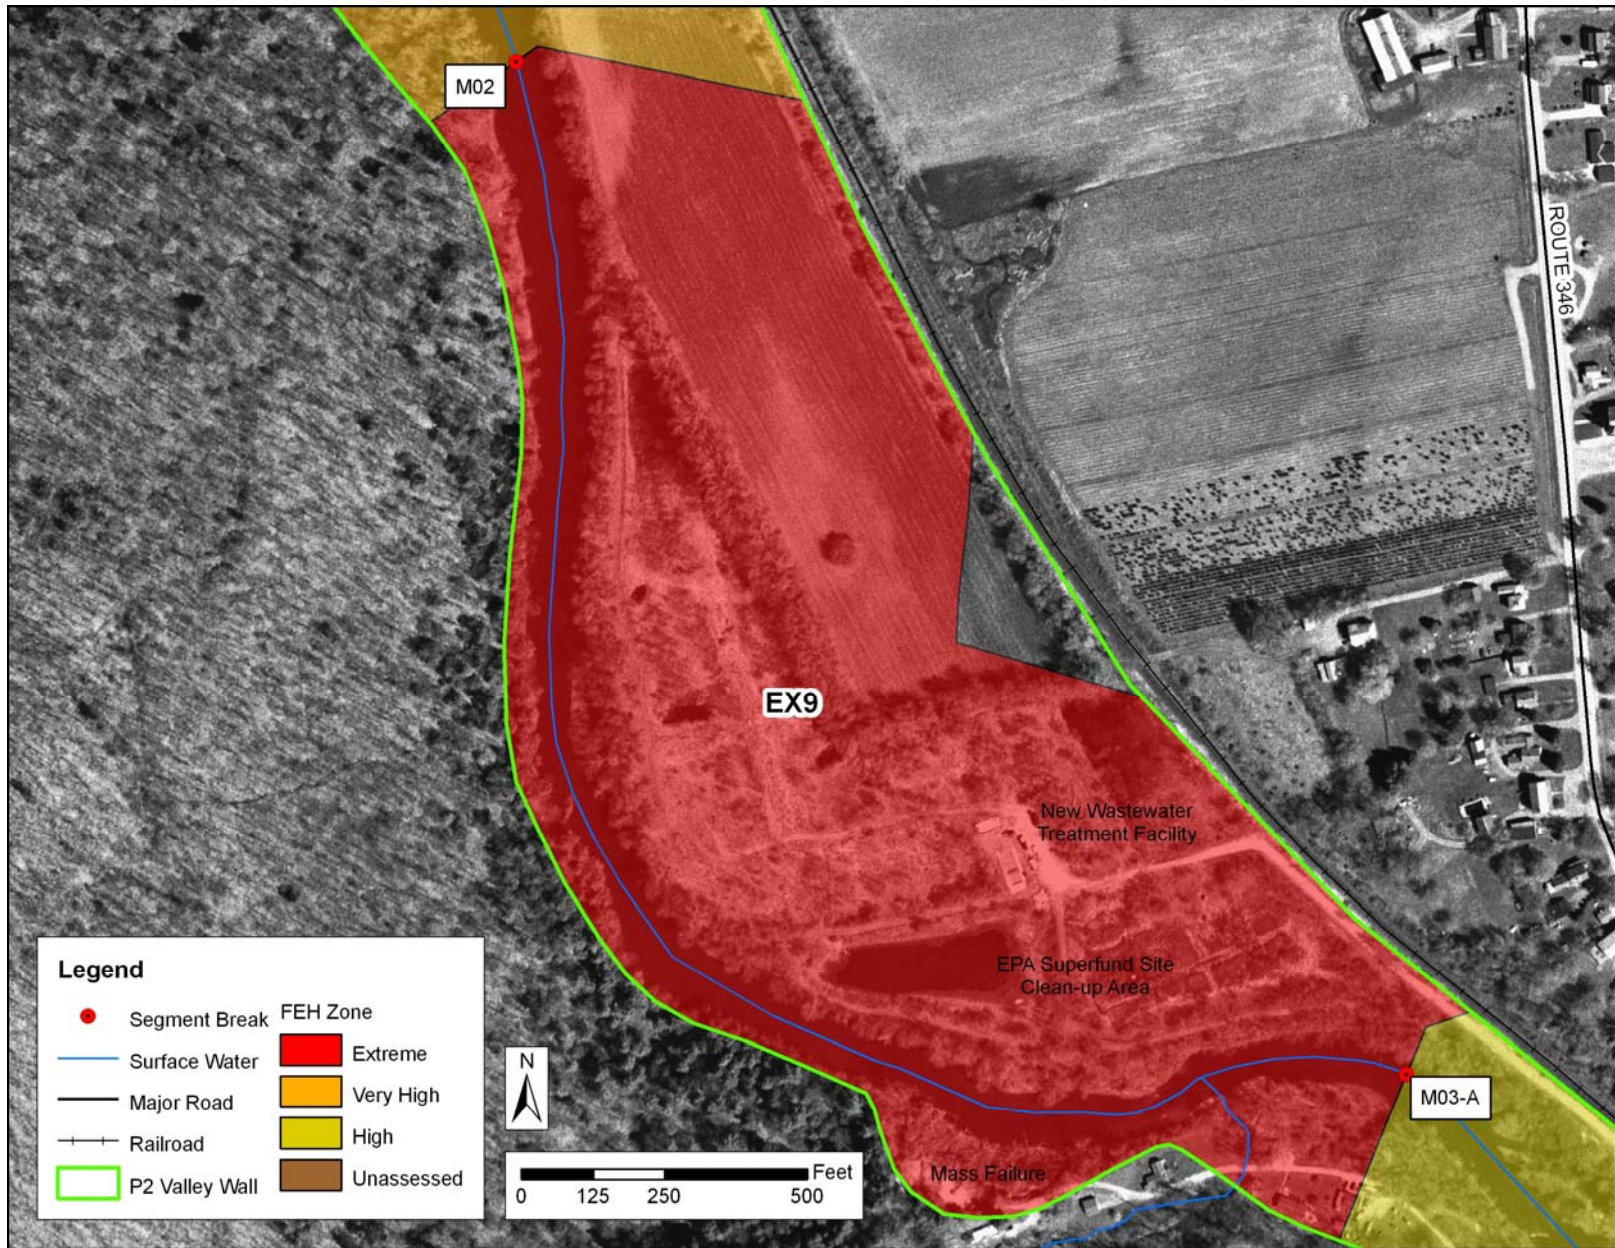 M02
ROUTE 346
EX9
New Wastewater
Treatment Facility
EPA Superfund Site
Clean-up Area
M03-A
Mass Failure
Legend
Segment Break
Surface Water
Major Road
Railroad
P2 Valley Wall
FEH Zone
Extreme
Very High
High
Unassessed
N
Feet
0 125 250 500